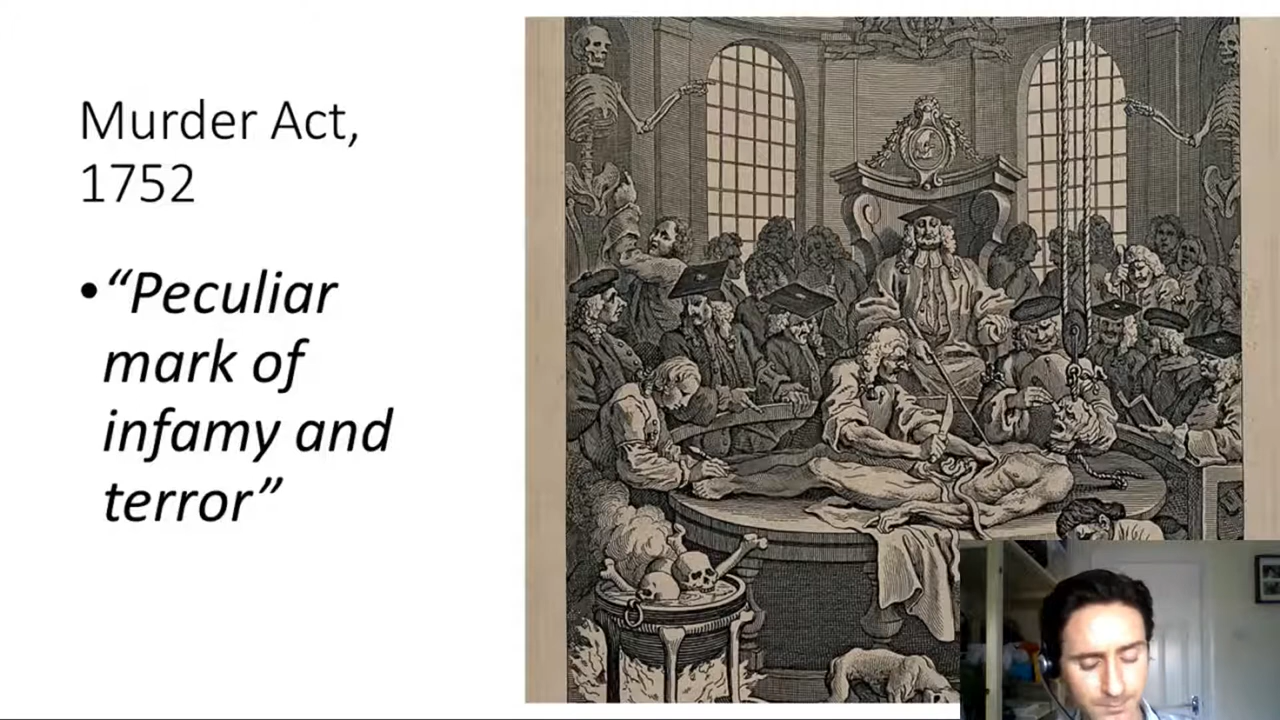 Murder Act,
1752
•“Peculiar
mark of
infamy and
terror”